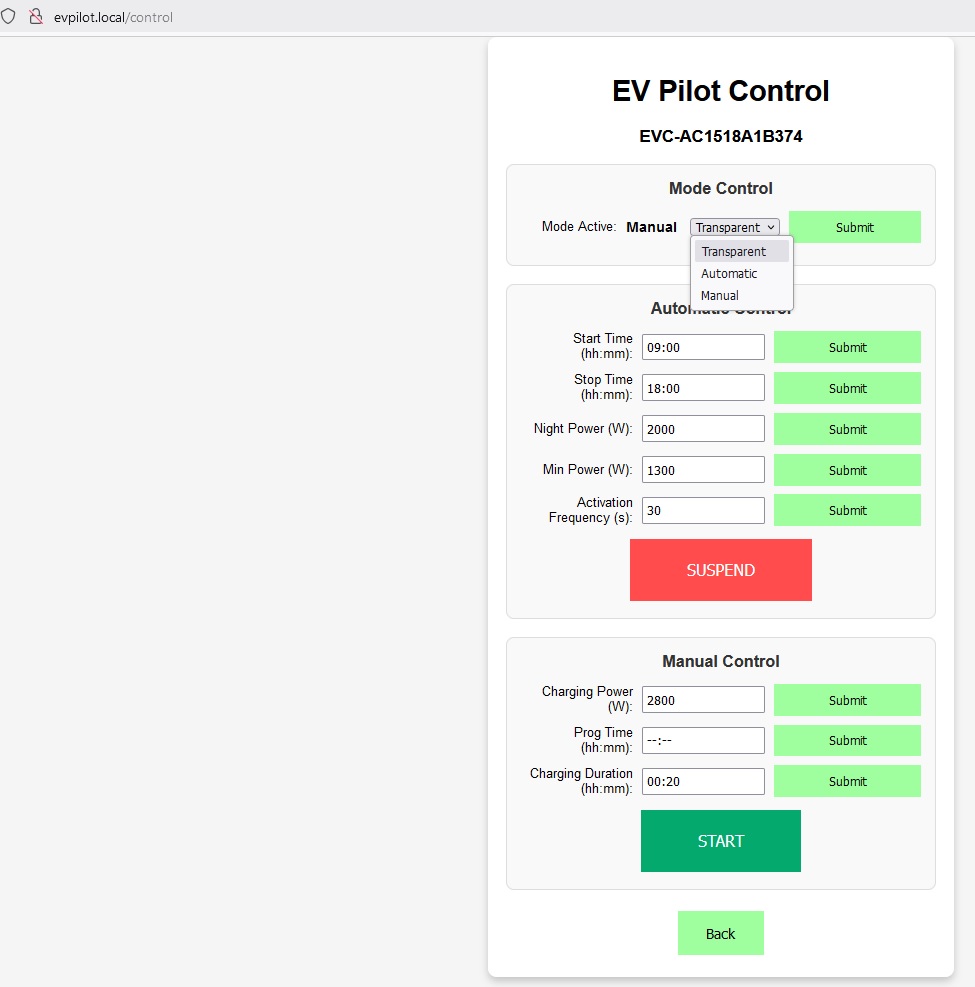 evpilot.local/control
EV Pilot Control
EVC-AC1518A1B374
Mode Control
Mode Active: Manual Transparent Submit
Transparent
Automatic
Manual
Automatic Control
Start Time
(hh:mm): 09:00 Submit
Stop Time
(hh:mm): 18:00 Submit
Night Power (W): 2000 Submit
Min Power (W): 1300 Submit
Activation
Frequency (s): 30 Submit
SUSPEND
Manual Control
Charging Power
(W): 2800 Submit
Prog Time
(hh:mm): --:-- Submit
Charging Duration
(hh:mm): 00:20 Submit
START
Back